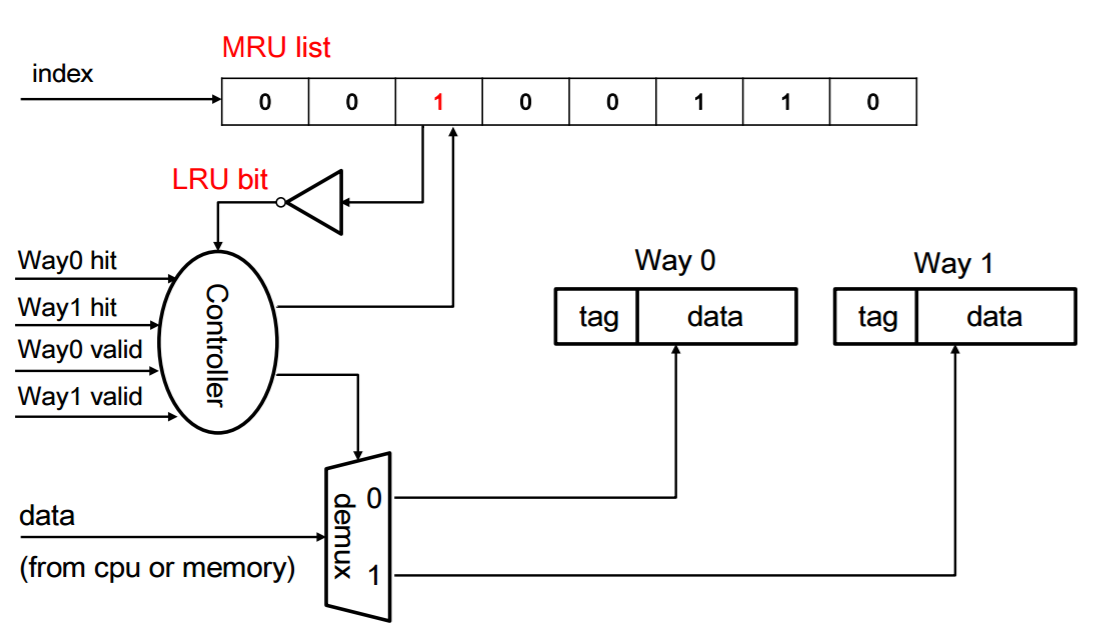 MRU list
index
0 0 1 0 0 1 1 0
LRU bit
Way0 hit
Way1 hit
Way0 valid
Way1 valid
Controller
Way 0
Way 1
tag data
tag data
data
(from cpu or memory)
demux
0
1